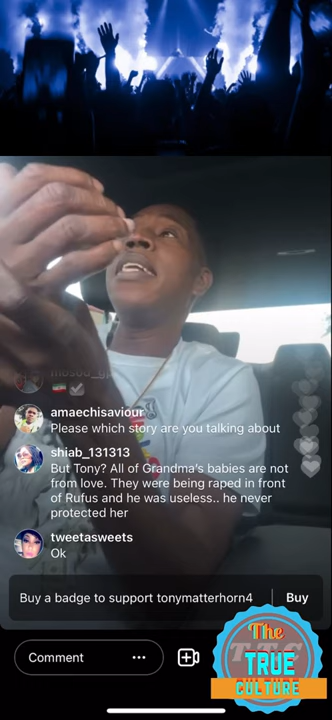 amaechisaviour
Please which story are you talking about
shiab_131313
But Tony? All of Grandma's babies are not
from love. They were being raped in front
of Rufus and he was useless.. he never
protected her
tweetasweets
Ok
Buy a badge to support tonymatterhorn4
Buy
Comment
The
T.T.C
TRUE
CULTURE